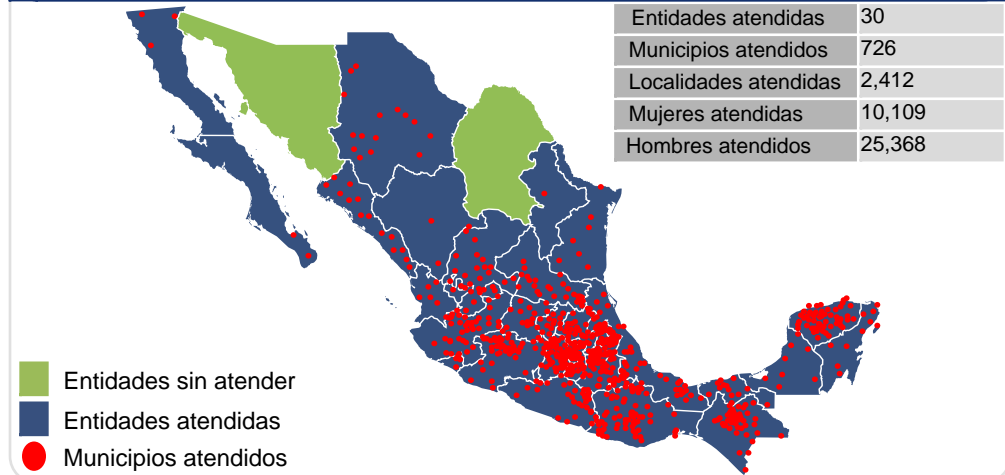 Entidades atendidas 30
Municipios atendidos 726
Localidades atendidas 2,412
Mujeres atendidas 10,109
Hombres atendidos 25,368
Entidades sin atender
Entidades atendidas
Municipios atendidos